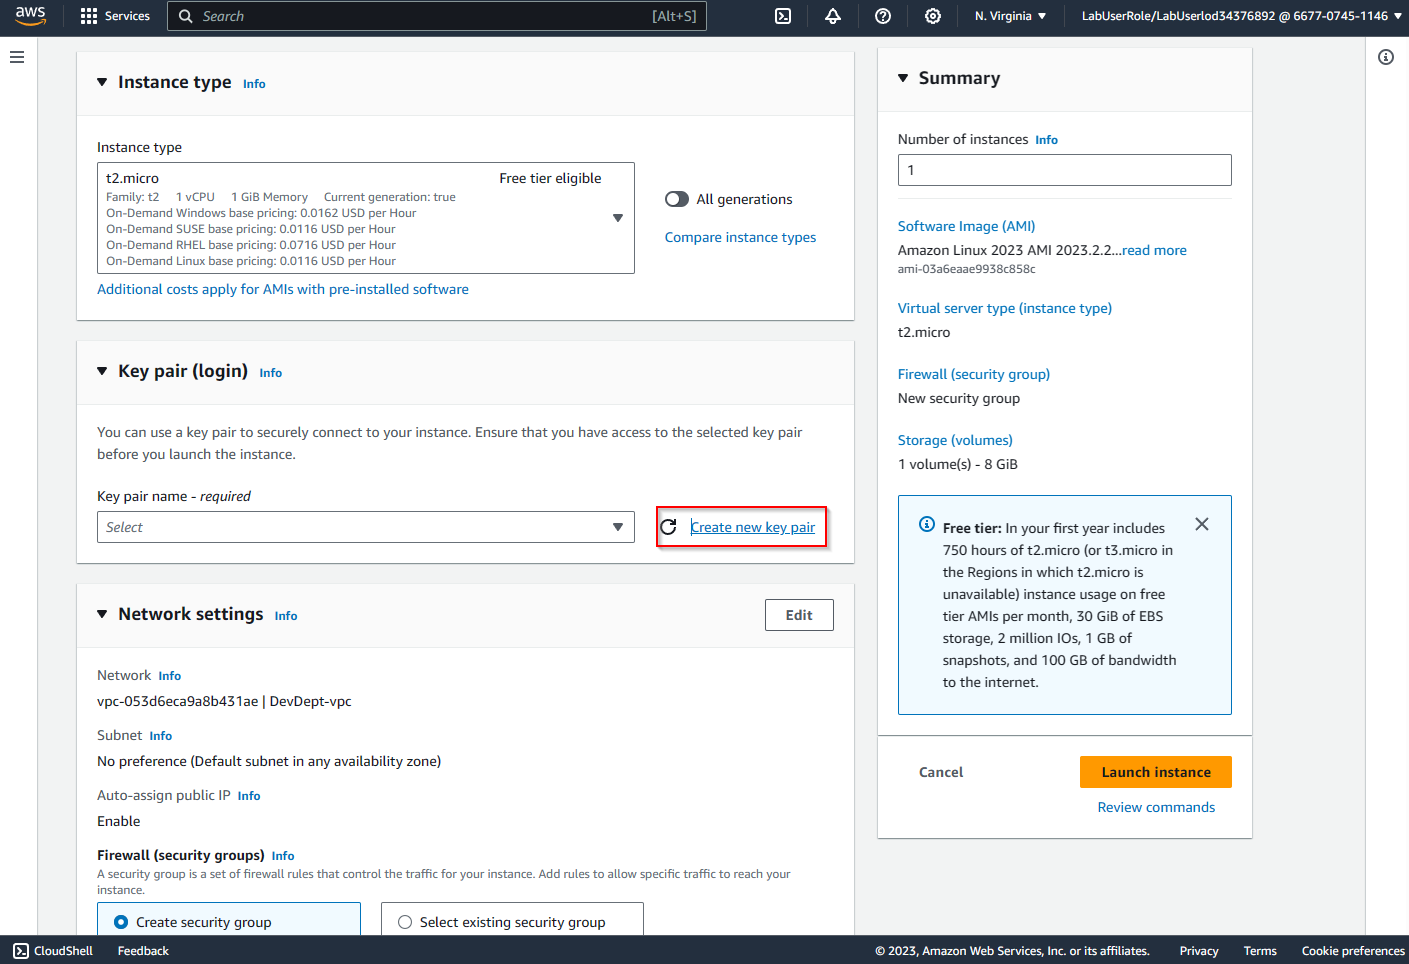 aws
Services
Search
[Alt+S]
N. Virginia
LabUserRole/LabUserlod34376892 @ 6677-0745-1146
Instance type Info
Instance type
t2.micro
Free tier eligible
Family: t2 1 vCPU 1 GiB Memory Current generation: true
On-Demand Windows base pricing: 0.0162 USD per Hour
On-Demand SUSE base pricing: 0.0116 USD per Hour
On-Demand RHEL base pricing: 0.0716 USD per Hour
On-Demand Linux base pricing: 0.0116 USD per Hour
All generations
Compare instance types
Additional costs apply for AMIs with pre-installed software
Key pair (login) Info
You can use a key pair to securely connect to your instance. Ensure that you have access to the selected key pair
before you launch the instance.
Key pair name - required
Select
Create new key pair
Network settings Info
Edit
Network Info
vpc-053d6eca9a8b431ae | DevDept-vpc
Subnet Info
No preference (Default subnet in any availability zone)
Auto-assign public IP Info
Enable
Firewall (security groups) Info
A security group is a set of firewall rules that control the traffic for your instance. Add rules to allow specific traffic to reach your
instance.
Create security group
Select existing security group
Summary
Number of instances Info
1
Software Image (AMI)
Amazon Linux 2023 AMI 2023.2.2...read more
ami-03a6eaae9938c858c
Virtual server type (instance type)
t2.micro
Firewall (security group)
New security group
Storage (volumes)
1 volume(s) - 8 GiB
Free tier: In your first year includes
750 hours of t2.micro (or t3.micro in
the Regions in which t2.micro is
unavailable) instance usage on free
tier AMIs per month, 30 GiB of EBS
storage, 2 million IOs, 1 GB of
snapshots, and 100 GB of bandwidth
to the internet.
Cancel
Launch instance
Review commands
CloudShell
Feedback
© 2023, Amazon Web Services, Inc. or its affiliates.
Privacy
Terms
Cookie preferences